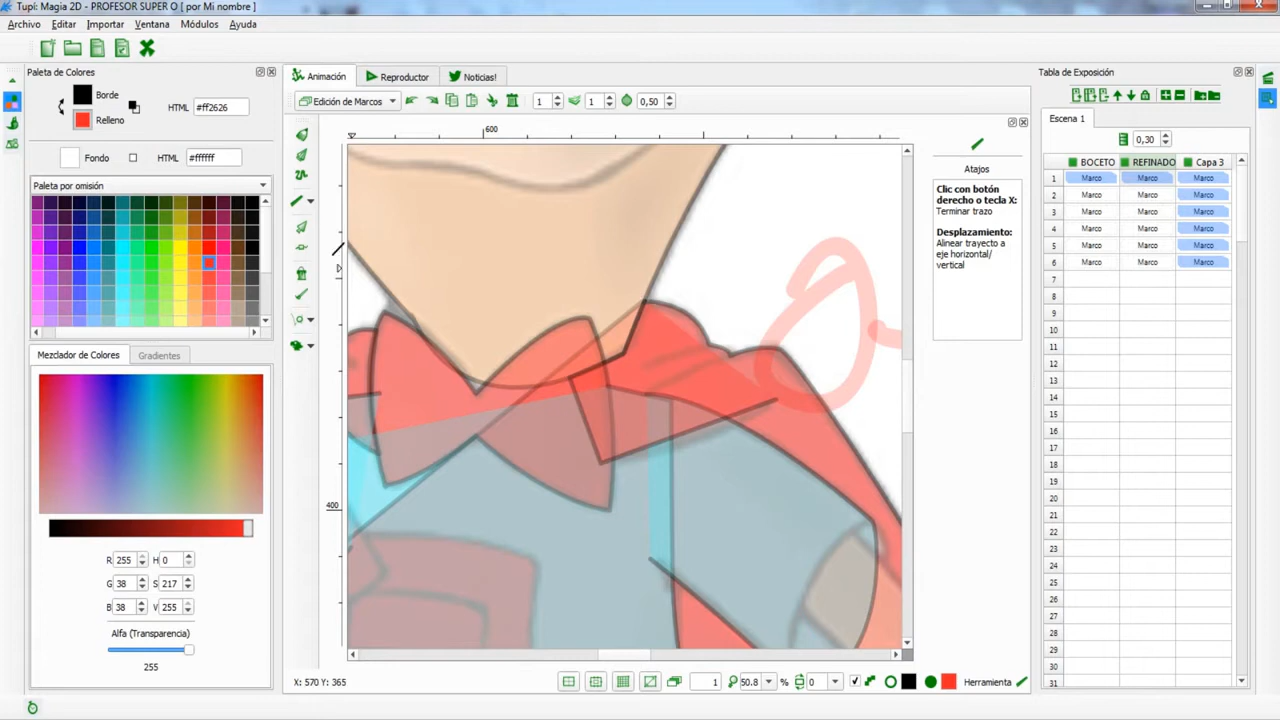 Tupí: Magia 2D - PROFESOR SUPER O [ por Mi nombre ]
Archivo Editar Importar Ventana Módulos Ayuda
Paleta de Colores
Borde
HTML #ff2626
Relleno
Fondo HTML #ffffff
Paleta por omisión
Mezclador de Colores Gradientes
R 255 H 0
G 38 S 217
B 38 V 255
Alfa (Transparencia)
255
Animación Reproductor Noticias!
Edición de Marcos 1 1 0,50
600
400
X: 570 Y: 365
1 50.8 % 0 Herramienta
Atajos
Clic con botón
derecho o tecla X:
Terminar trazo
Desplazamiento:
Alinear trayecto a
eje horizontal/
vertical
Tabla de Exposición
Escena 1
0,30
BOCETO REFINADO Capa 3
1 Marco Marco Marco
2 Marco Marco Marco
3 Marco Marco Marco
4 Marco Marco Marco
5 Marco Marco Marco
6 Marco Marco Marco
7
8
9
10
11
12
13
14
15
16
17
18
19
20
21
22
23
24
25
26
27
28
29
30
31